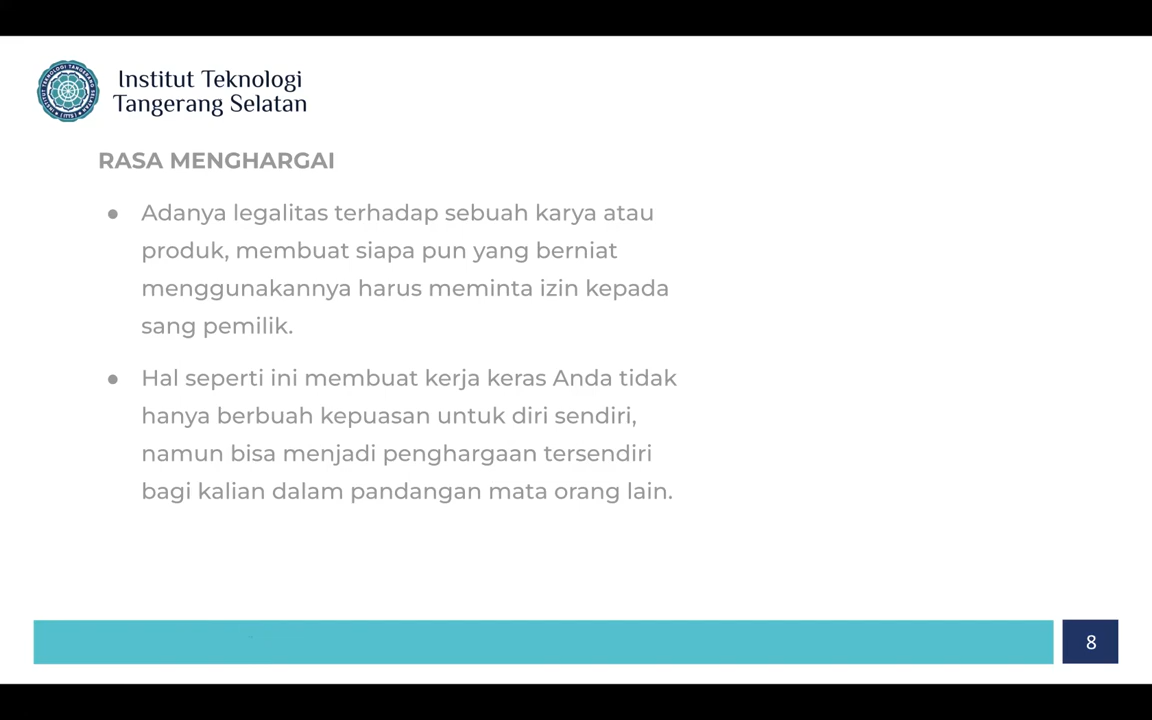 Institut Teknologi
Tangerang Selatan
RASA MENGHARGAI
● Adanya legalitas terhadap sebuah karya atau
produk, membuat siapa pun yang berniat
menggunakannya harus meminta izin kepada
sang pemilik.
● Hal seperti ini membuat kerja keras Anda tidak
hanya berbuah kepuasan untuk diri sendiri,
namun bisa menjadi penghargaan tersendiri
bagi kalian dalam pandangan mata orang lain.
8